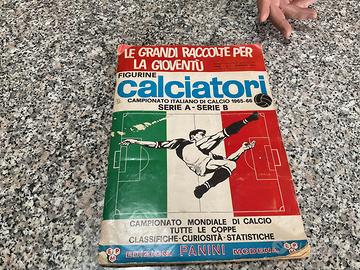 LE GRANDI RACCOLTE PER
LA GIOVENTÙ
FIGURINE
calciatori
CAMPIONATO ITALIANO DI CALCIO 1965-66
SERIE A - SERIE B
CAMPIONATO MONDIALE DI CALCIO
TUTTE LE COPPE
CLASSIFICHE-CURIOSITÀ-STATISTICHE
EDIZIONI PANINI MODENA